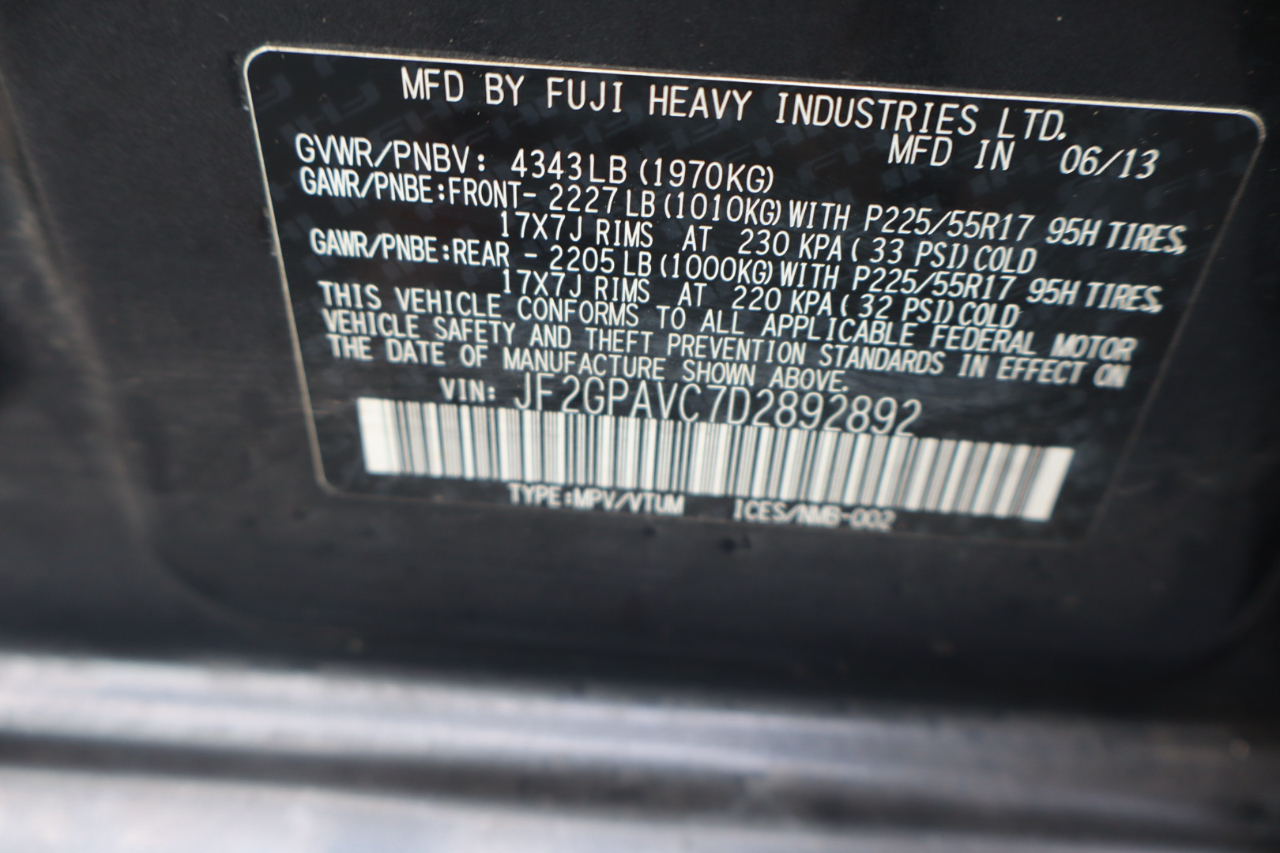 MFD BY FUJI HEAVY INDUSTRIES LTD.
MFD IN 06/13
GVWR/PNBV: 4343LB (1970KG)
GAWR/PNBE:FRONT- 2227 LB (1010KG) WITH P225/55R17 95H TIRES,
17X7J RIMS AT 230 KPA ( 33 PSI) COLD
GAWR/PNBE:REAR - 2205 LB (1000KG) WITH P225/55R17 95H TIRES,
17X7J RIMS AT 220 KPA ( 32 PSI) COLD
THIS VEHICLE CONFORMS TO ALL APPLICABLE FEDERAL MOTOR
VEHICLE SAFETY AND THEFT PREVENTION STANDARDS IN EFFECT ON
THE DATE OF MANUFACTURE SHOWN ABOVE.
VIN: JF2GPAVC7D2892892
TYPE:MPV/VTUM ICES/NMB-002